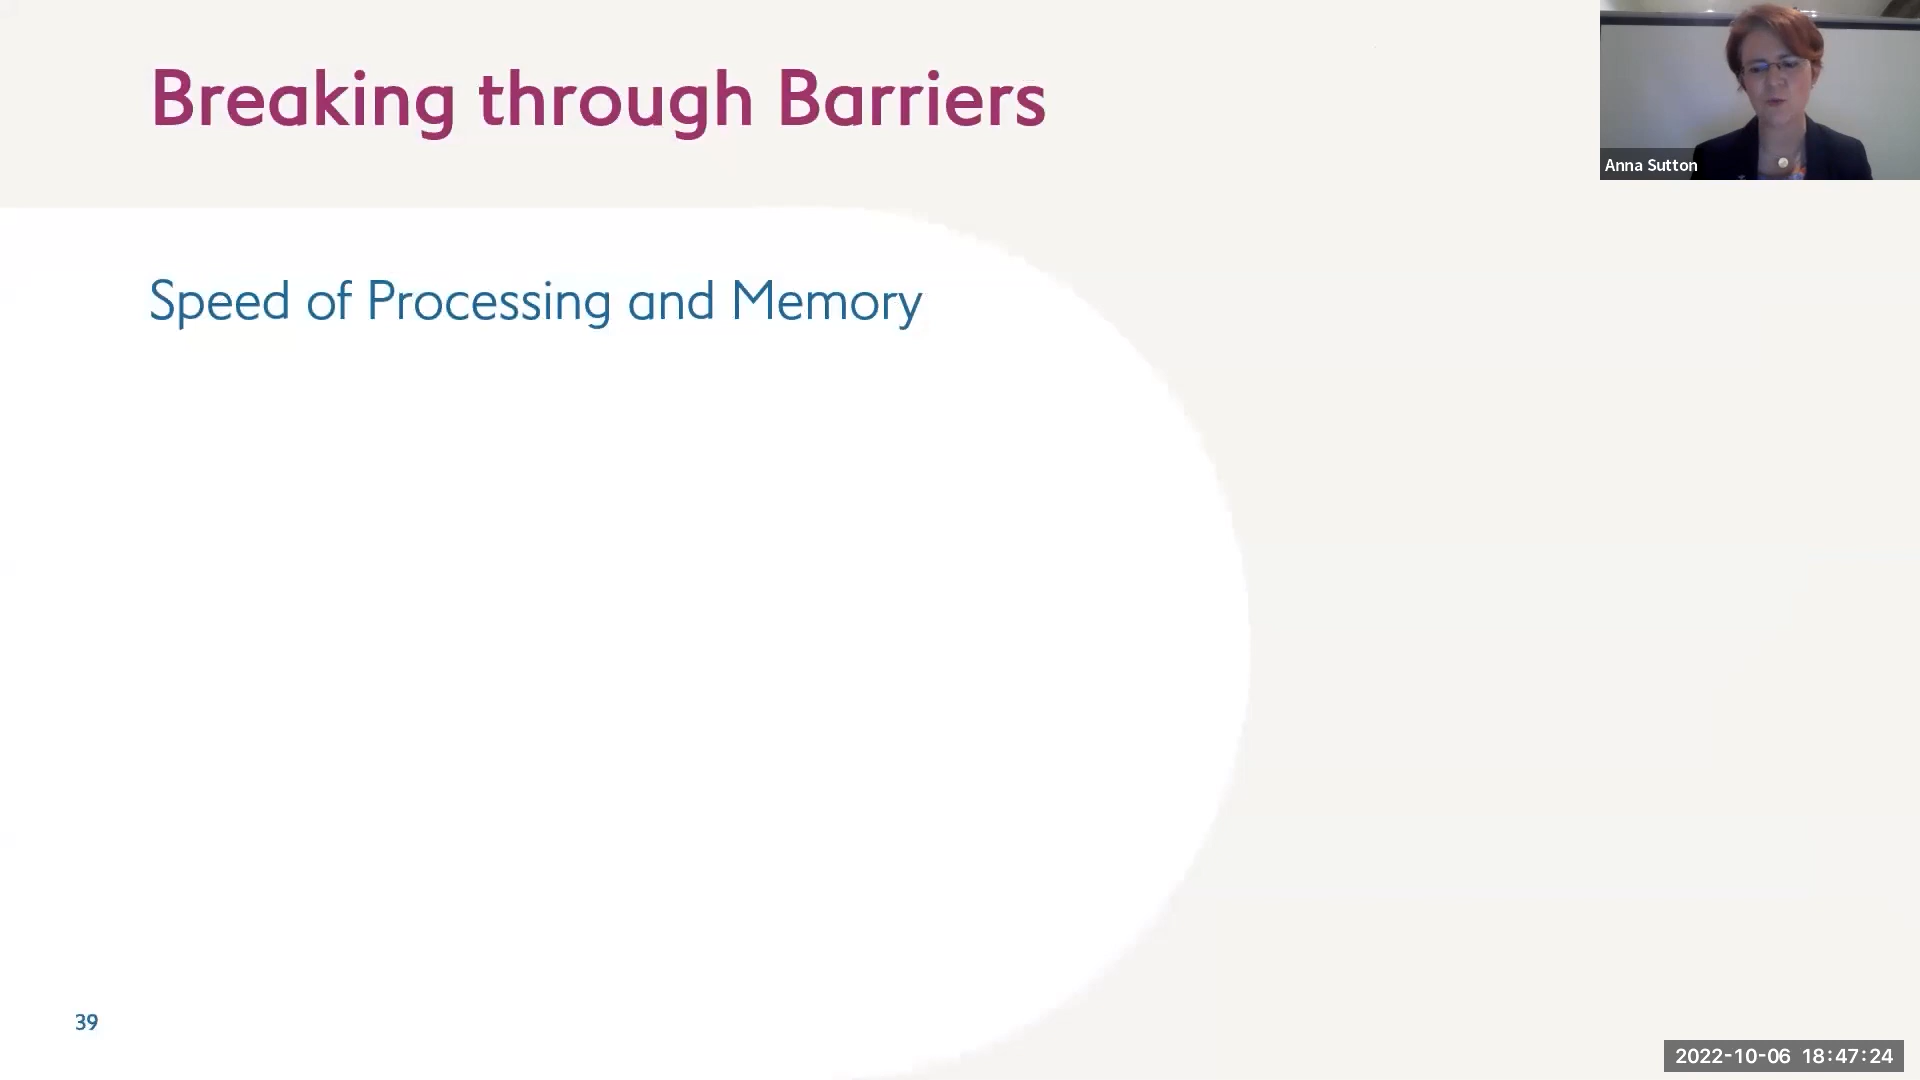 Breaking through Barriers
Anna Sutton
Speed of Processing and Memory
39
2022-10-06 18:47:24